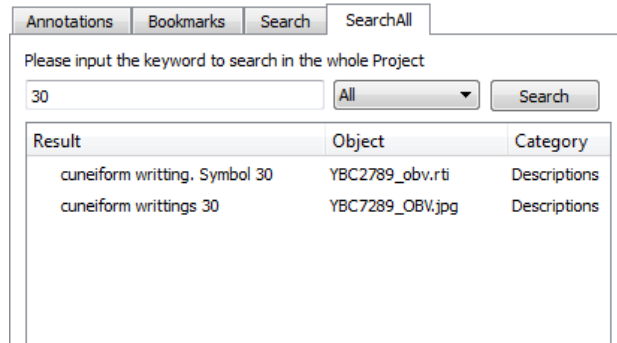 Annotations Bookmarks Search SearchAll
Please input the keyword to search in the whole Project
30 All Search
Result Object Category
cuneiform writting. Symbol 30 YBC2789_obv.rti Descriptions
cuneiform writtings 30 YBC7289_OBV.jpg Descriptions